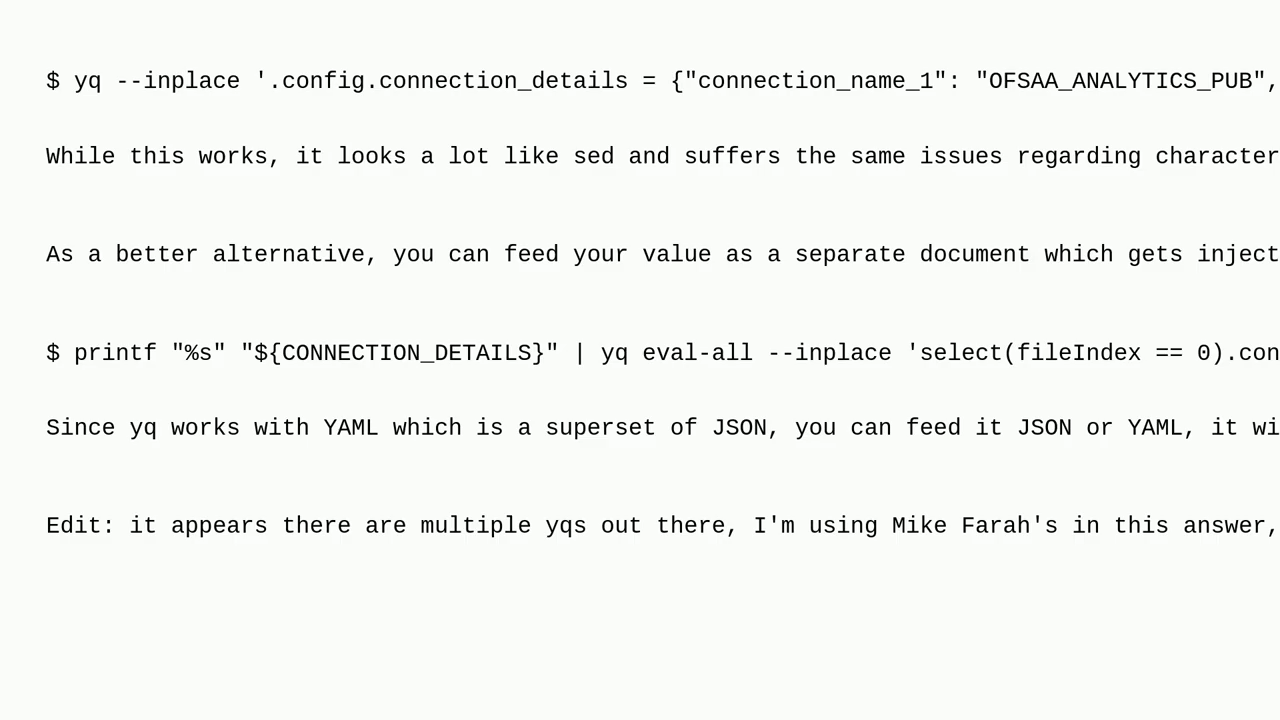 $ yq --inplace '.config.connection_details = {"connection_name_1": "OFSAA_ANALYTICS_PUB",
While this works, it looks a lot like sed and suffers the same issues regarding character
As a better alternative, you can feed your value as a separate document which gets inject
$ printf "%s" "${CONNECTION_DETAILS}" | yq eval-all --inplace 'select(fileIndex == 0).con
Since yq works with YAML which is a superset of JSON, you can feed it JSON or YAML, it wi
Edit: it appears there are multiple yqs out there, I'm using Mike Farah's in this answer,